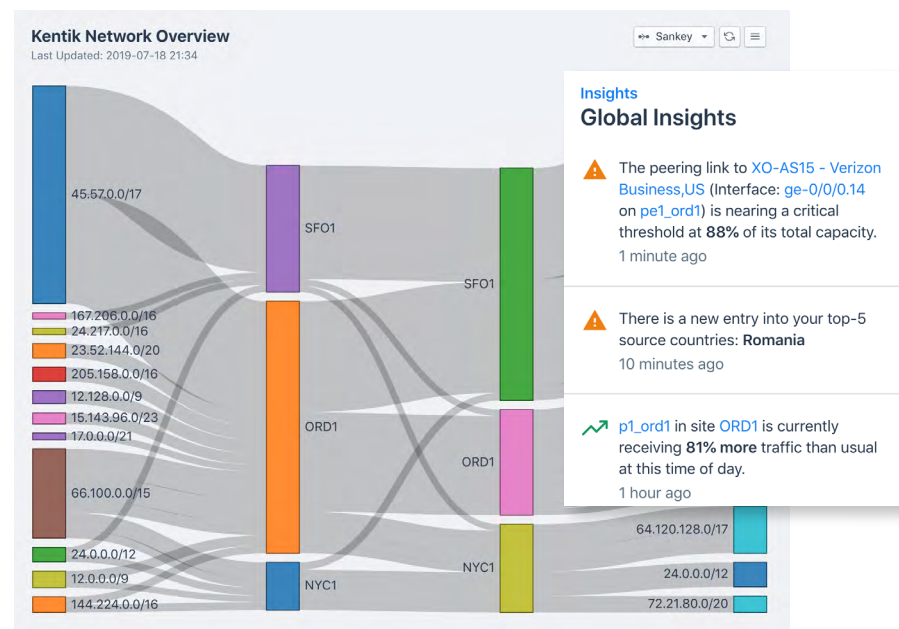 Kentik Network Overview
Last Updated: 2019-07-18 21:34
Sankey
45.57.0.0/17
167.206.0.0/16
24.217.0.0/16
23.52.144.0/20
205.158.0.0/16
12.128.0.0/9
15.143.96.0/23
17.0.0.0/21
66.100.0.0/15
24.0.0.0/12
12.0.0.0/9
144.224.0.0/16
SFO1
ORD1
NYC1
SFO1
ORD1
NYC1
64.120.128.0/17
24.0.0.0/12
72.21.80.0/20
Insights
Global Insights
The peering link to XO-AS15 - Verizon
Business,US (Interface: ge-0/0/0.14
on pe1_ord1) is nearing a critical
threshold at 88% of its total capacity.
1 minute ago
There is a new entry into your top-5
source countries: Romania
10 minutes ago
p1_ord1 in site ORD1 is currently
receiving 81% more traffic than usual
at this time of day.
1 hour ago